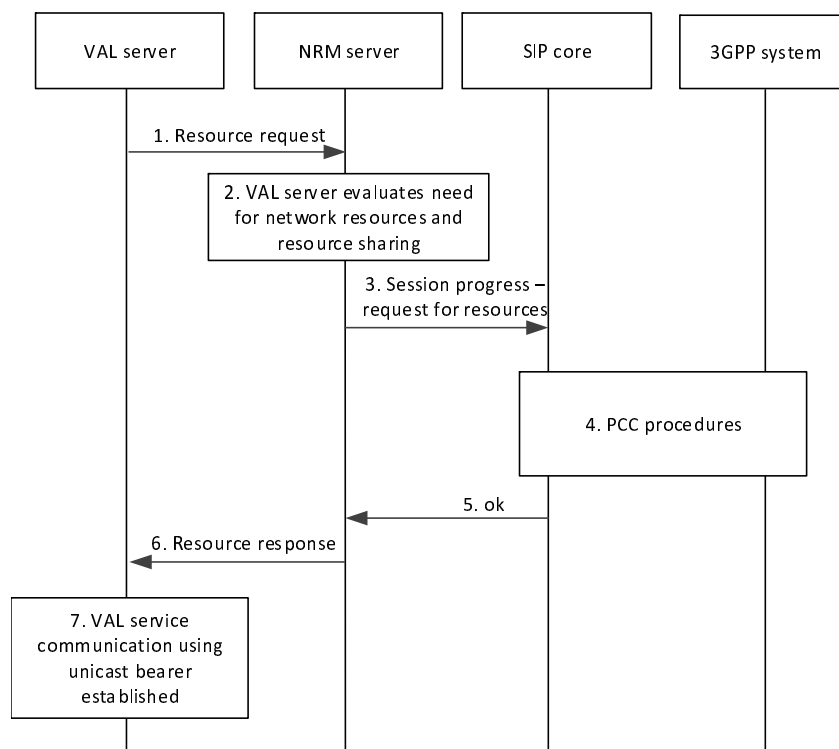 VAL server
NRM server
SIP core
3GPP system
1. Resource request
2. VAL server evaluates need
for network resources and
resource sharing
3. Session progress –
request for resources
4. PCC procedures
5. ok
6. Resource response
7. VAL service
communication using
unicast bearer
established